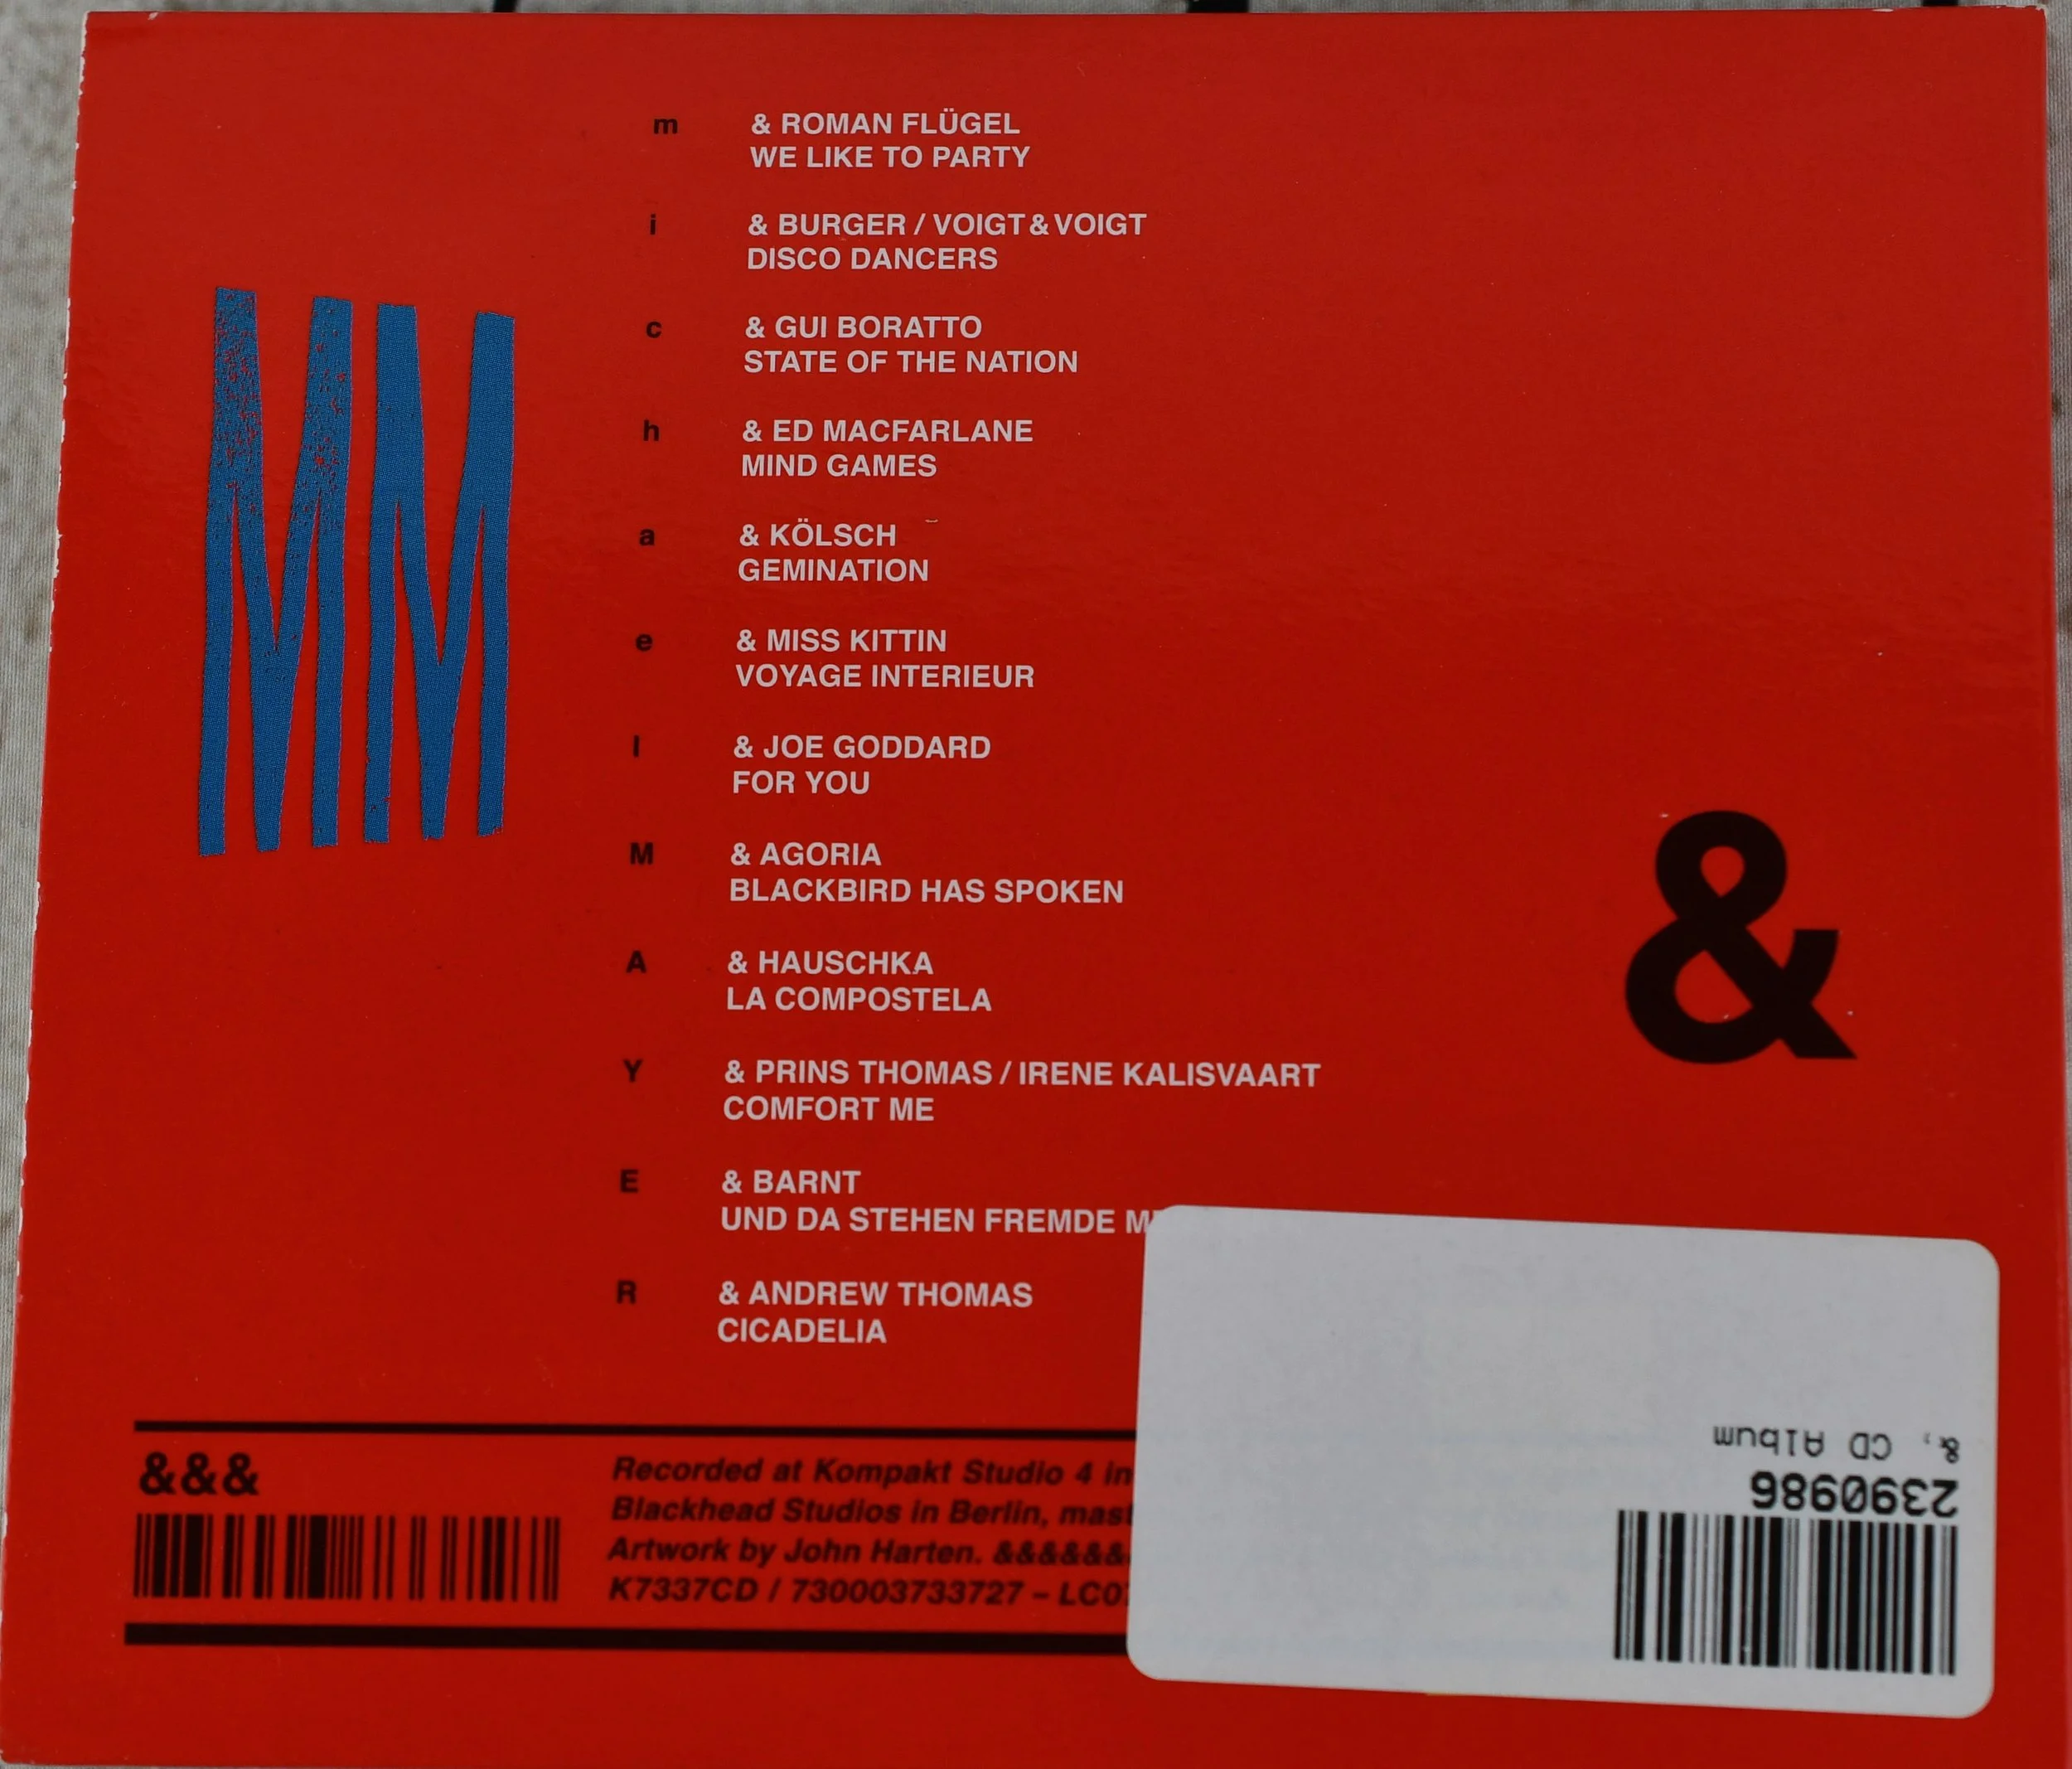 MM
m & ROMAN FLÜGEL
WE LIKE TO PARTY
i & BURGER / VOIGT & VOIGT
DISCO DANCERS
c & GUI BORATTO
STATE OF THE NATION
h & ED MACFARLANE
MIND GAMES
a & KÖLSCH
GEMINATION
e & MISS KITTIN
VOYAGE INTERIEUR
l & JOE GODDARD
FOR YOU
M & AGORIA
BLACKBIRD HAS SPOKEN
A & HAUSCHKA
LA COMPOSTELA
Y & PRINS THOMAS / IRENE KALISVAART
COMFORT ME
E & BARNT
UND DA STEHEN FREMDE
R & ANDREW THOMAS
CICADELIA
&
&&&
Recorded at Kompakt Studio 4 in
Blackhead Studios in Berlin,
Artwork by John Harten. &&&&&&
K7337CD / 730003733727 –
&, CD Album
2390986